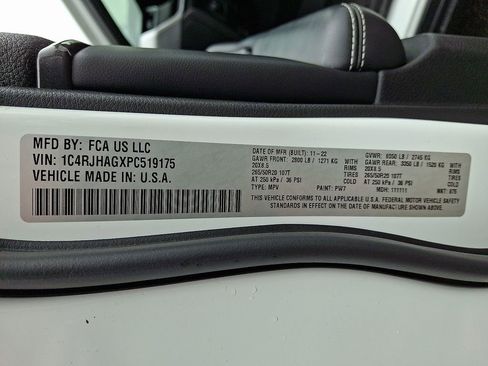 MFD BY: FCA US LLC
VIN: 1C4RJHAGXPC519175
VEHICLE MADE IN: U.S.A.
DATE OF MFR (BUILT): 11-22
GAWR FRONT: 2800 LB / 1271 KG
WITH
20X8.5 RIMS
265/50R20 107T TIRES
AT 250 kPa / 36 PSI
TYPE: MPV PAINT: PW7
GVWR: 6050 LB / 2745 KG
GAWR REAR: 3350 LB / 1520 KG
WITH
20X8.5 RIMS
265/50R20 107T TIRES
AT 250 kPa / 36 PSI
MDH: 111111
THIS VEHICLE CONFORMS TO ALL APPLICABLE U.S.A. FEDERAL MOTOR VEHICLE SAFETY
STANDARDS IN EFFECT ON THE DATE OF MANUFACTURE SHOWN ABOVE.